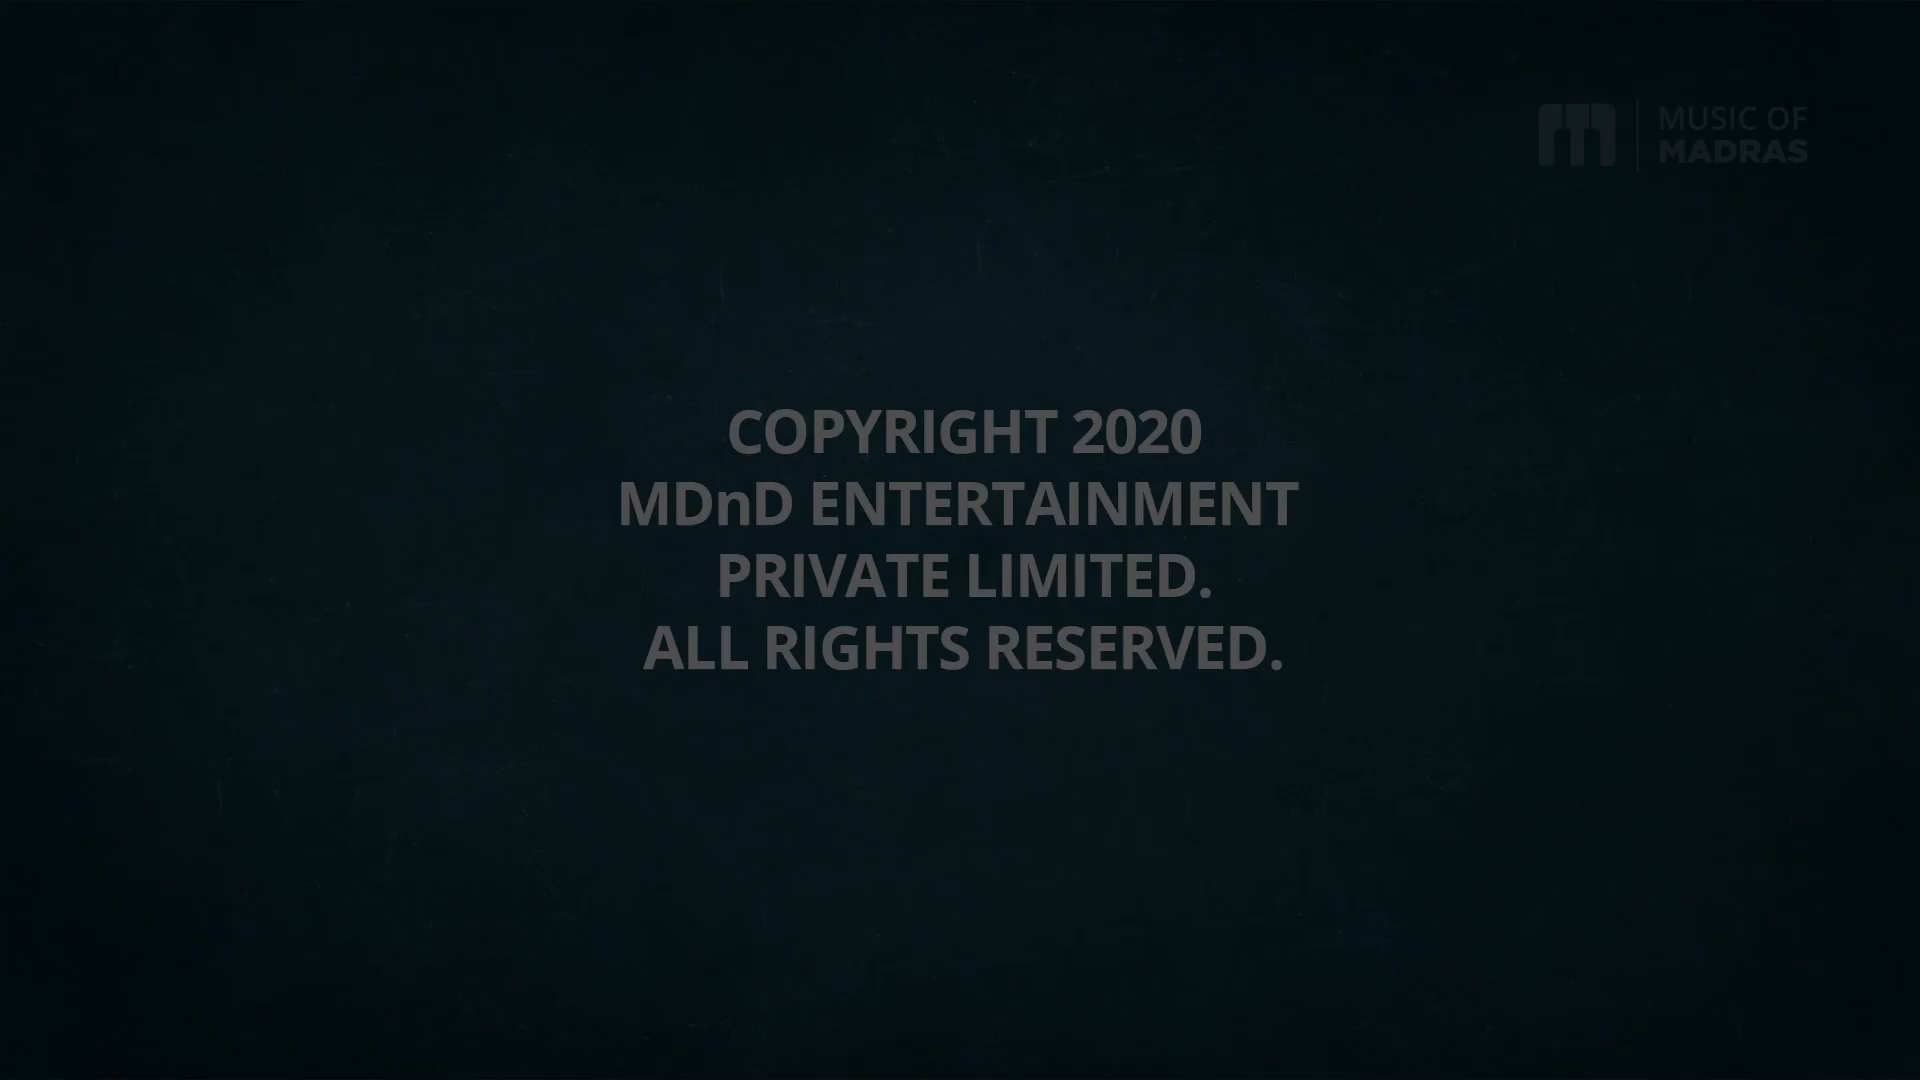 MUSIC OF
MADRAS
COPYRIGHT 2020
MDnD ENTERTAINMENT
PRIVATE LIMITED.
ALL RIGHTS RESERVED.